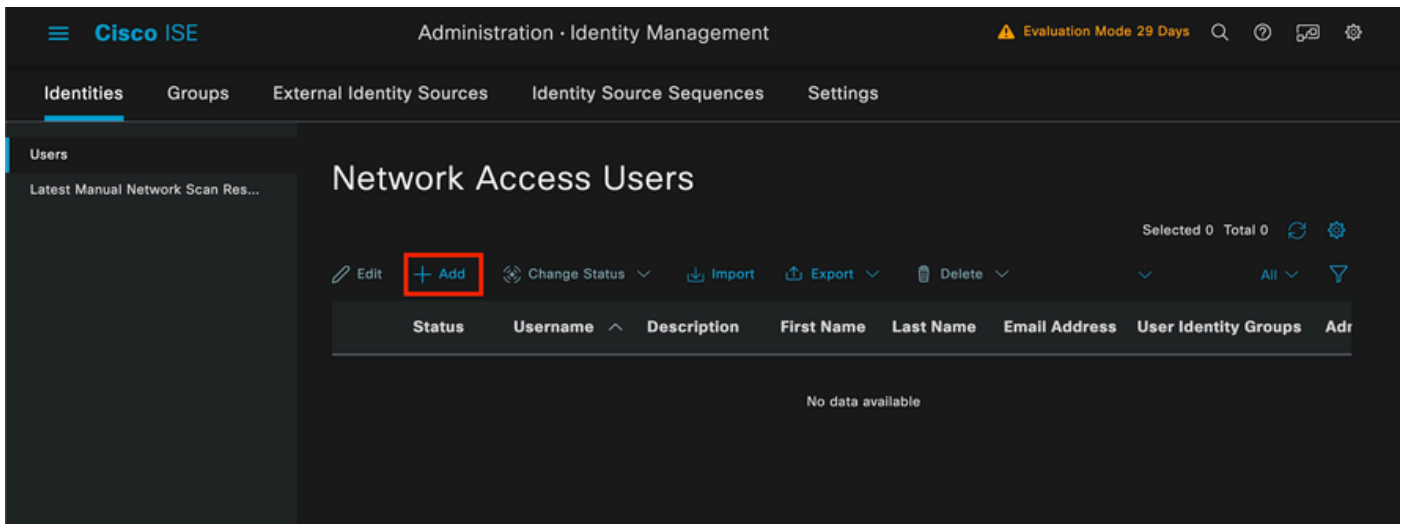 Cisco ISE Administration · Identity Management Evaluation Mode 29 Days
Identities Groups External Identity Sources Identity Source Sequences Settings
Users
Latest Manual Network Scan Res...
Network Access Users
Selected 0 Total 0
Edit Add Change Status Import Export Delete All
Status Username Description First Name Last Name Email Address User Identity Groups Adr
No data available